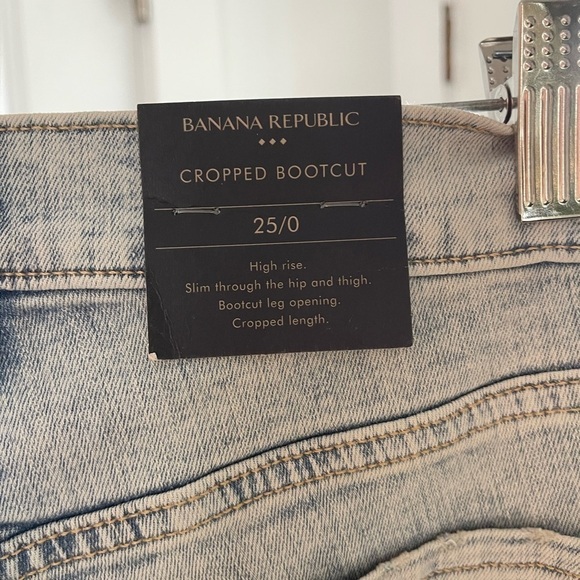 BANANA REPUBLIC
CROPPED BOOTCUT
25/0
High rise.
Slim through the hip and thigh.
Bootcut leg opening.
Cropped length.